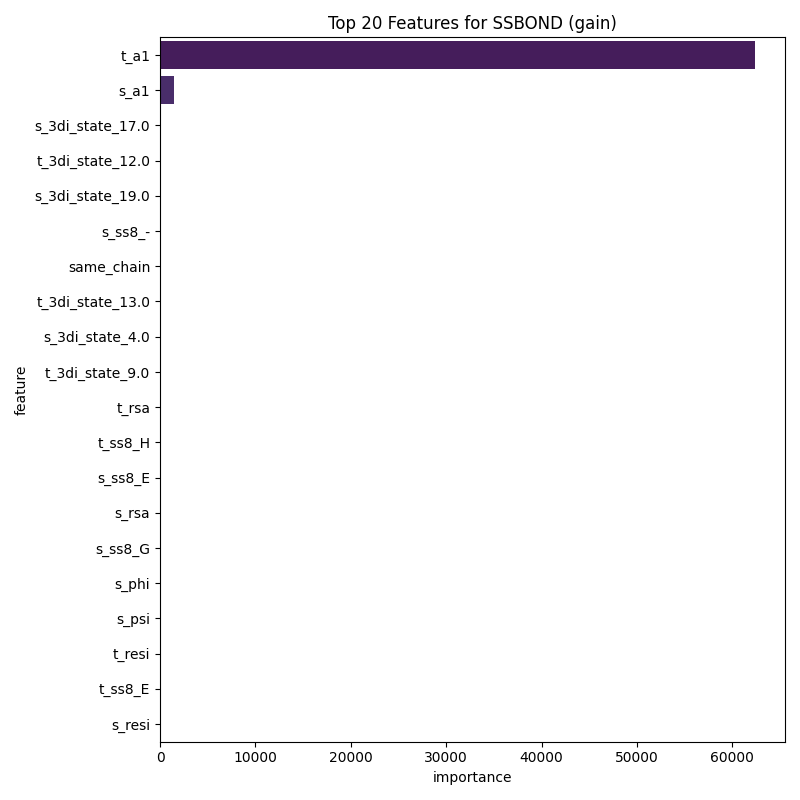 Top 20 Features for SSBOND (gain)
t_a1
s_a1
s_3di_state_17.0
t_3di_state_12.0
s_3di_state_19.0
s_ss8_-
same_chain
t_3di_state_13.0
s_3di_state_4.0
t_3di_state_9.0
t_rsa
t_ss8_H
s_ss8_E
s_rsa
s_ss8_G
s_phi
s_psi
t_resi
t_ss8_E
s_resi
feature
0 10000 20000 30000 40000 50000 60000
importance